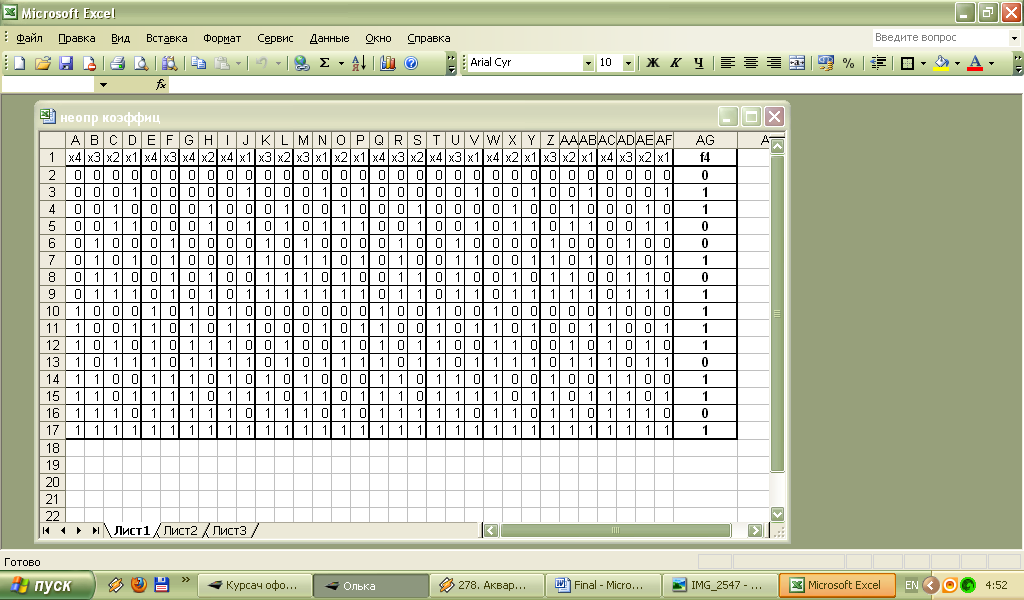 Microsoft Excel
Файл Правка Вид Вставка Формат Сервис Данные Окно Справка Введите вопрос
Arial Cyr 10 Ж К Ч %
fx
неопр коэффиц
A B C D E F G H I J K L M N O P Q R S T U V W X Y Z AA AB AC AD AE AF AG
1 x4 x3 x2 x1 x4 x3 x4 x2 x4 x1 x3 x2 x3 x1 x2 x1 x4 x3 x2 x4 x3 x1 x4 x2 x1 x3 x2 x1 x4 x3 x2 x1 f4
2 0 0 0 0 0 0 0 0 0 0 0 0 0 0 0 0 0 0 0 0 0 0 0 0 0 0 0 0 0 0 0 0 0
3 0 0 0 1 0 0 0 0 0 1 0 0 0 1 0 1 0 0 0 0 0 1 0 0 1 0 0 1 0 0 0 1 1
4 0 0 1 0 0 0 0 1 0 0 0 1 0 0 1 0 0 0 1 0 0 0 0 1 0 0 1 0 0 0 1 0 1
5 0 0 1 1 0 0 0 1 0 1 0 1 0 1 1 1 0 0 1 0 0 1 0 1 1 0 1 1 0 0 1 1 0
6 0 1 0 0 0 1 0 0 0 0 1 0 1 0 0 0 0 1 0 0 1 0 0 0 0 1 0 0 0 1 0 0 0
7 0 1 0 1 0 1 0 0 0 1 1 0 1 1 0 1 0 1 0 0 1 1 0 0 1 1 0 1 0 1 0 1 1
8 0 1 1 0 0 1 0 1 0 0 1 1 1 0 1 0 0 1 1 0 1 0 0 1 0 1 1 0 0 1 1 0 0
9 0 1 1 1 0 1 0 1 0 1 1 1 1 1 1 1 0 1 1 0 1 1 0 1 1 1 1 1 0 1 1 1 1
10 1 0 0 0 1 0 1 0 1 0 0 0 0 0 0 0 1 0 0 1 0 0 1 0 0 0 0 0 1 0 0 0 1
11 1 0 0 1 1 0 1 0 1 1 0 0 0 1 0 1 1 0 0 1 0 1 1 0 1 0 0 1 1 0 0 1 1
12 1 0 1 0 1 0 1 1 1 0 0 1 0 0 1 0 1 0 1 1 0 0 1 1 0 0 1 0 1 0 1 0 1
13 1 0 1 1 1 0 1 1 1 1 0 1 0 1 1 1 1 0 1 1 0 1 1 1 1 0 1 1 1 0 1 1 0
14 1 1 0 0 1 1 1 0 1 0 1 0 1 0 0 0 1 1 0 1 1 0 1 0 0 1 0 0 1 1 0 0 1
15 1 1 0 1 1 1 1 0 1 1 1 0 1 1 0 1 1 1 0 1 1 1 1 0 1 1 0 1 1 1 0 1 1
16 1 1 1 0 1 1 1 1 1 0 1 1 1 0 1 0 1 1 1 1 1 0 1 1 0 1 1 0 1 1 1 0 0
17 1 1 1 1 1 1 1 1 1 1 1 1 1 1 1 1 1 1 1 1 1 1 1 1 1 1 1 1 1 1 1 1 1
18
19
20
21
22
Лист1 Лист2 Лист3
Готово
пуск Курсач офо... Олька 278. Аквар... Final - Micro... IMG_2547 - ... Microsoft Excel EN 4:52